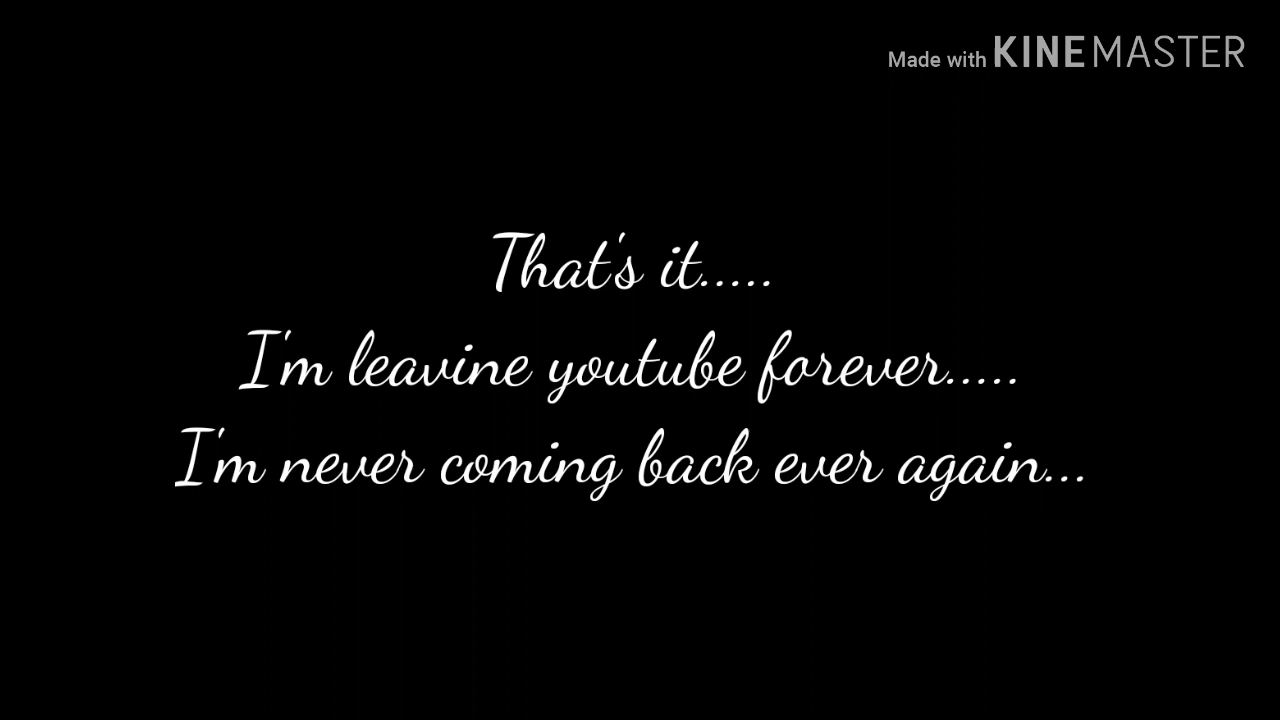 Made with KINEMASTER
That's it.....
I'm leavine youtube forever.....
I'm never coming back ever again...